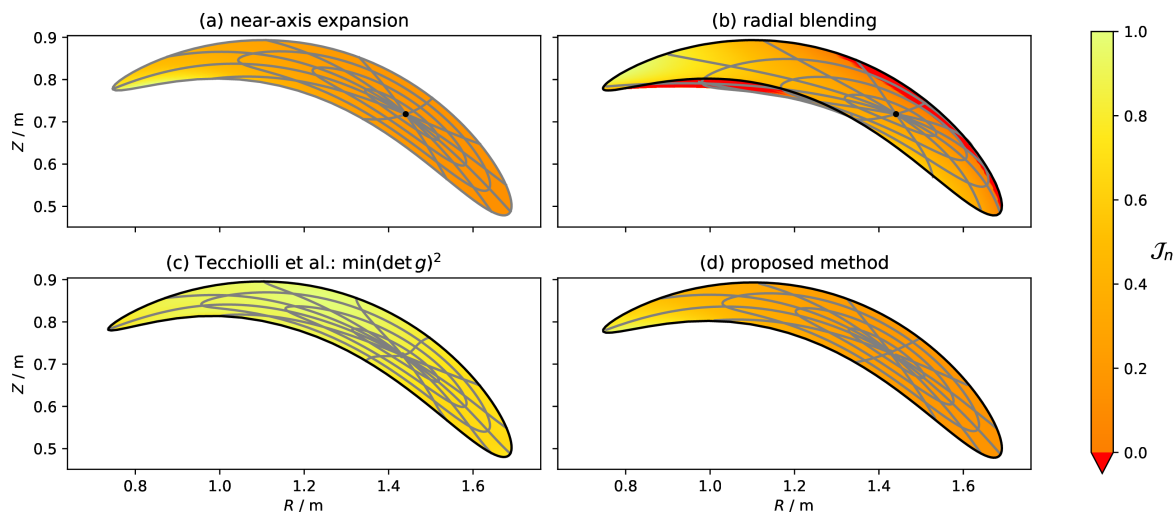 (a) near-axis expansion
(b) radial blending
0.9
0.8
0.7
0.6
0.5
Z / m
1.0
0.8
0.6
0.4
0.2
0.0
𝒥n
(c) Tecchiolli et al.: min(det g)²
(d) proposed method
0.9
0.8
0.7
0.6
0.5
Z / m
0.8 1.0 1.2 1.4 1.6
R / m
0.8 1.0 1.2 1.4 1.6
R / m